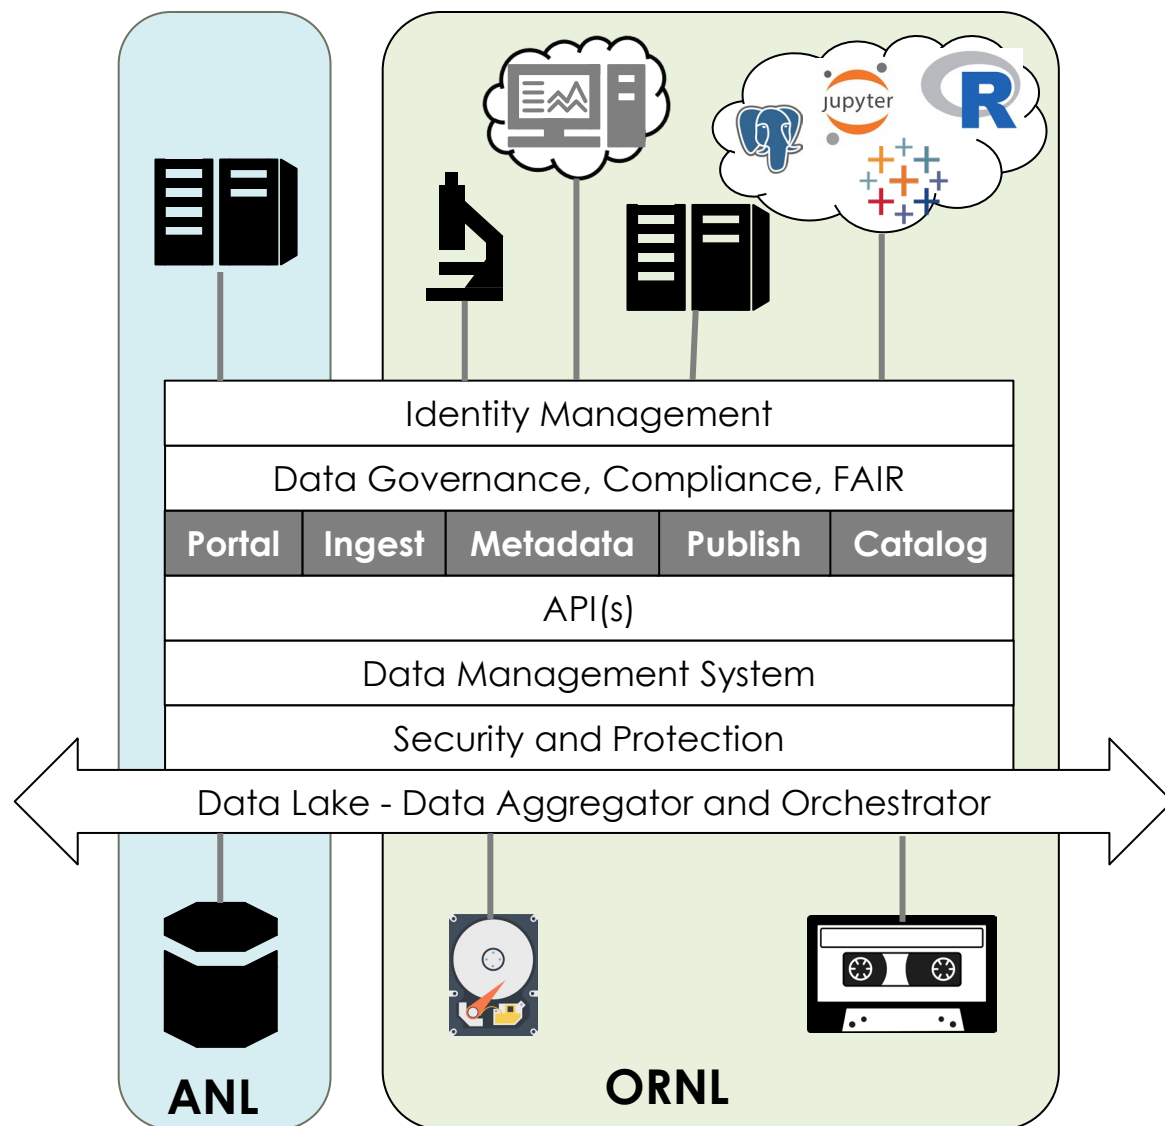 jupyter
R
Identity Management
Data Governance, Compliance, FAIR
Portal Ingest Metadata Publish Catalog
API(s)
Data Management System
Security and Protection
Data Lake - Data Aggregator and Orchestrator
ANL
ORNL